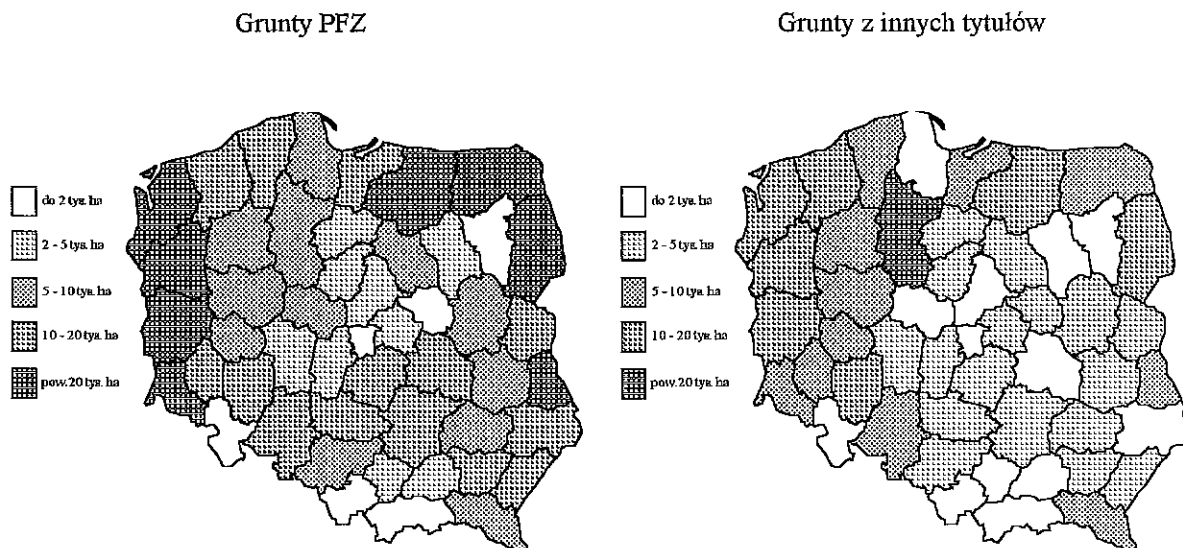 Grunty PFZ
do 2 tys. ha
2 - 5 tys. ha
5 - 10 tys. ha
10 - 20 tys. ha
pow.20 tys. ha
Grunty z innych tytułów
do 2 tys. ha
2 - 5 tys. ha
5 - 10 tys. ha
10 - 20 tys. ha
pow.20 tys. ha